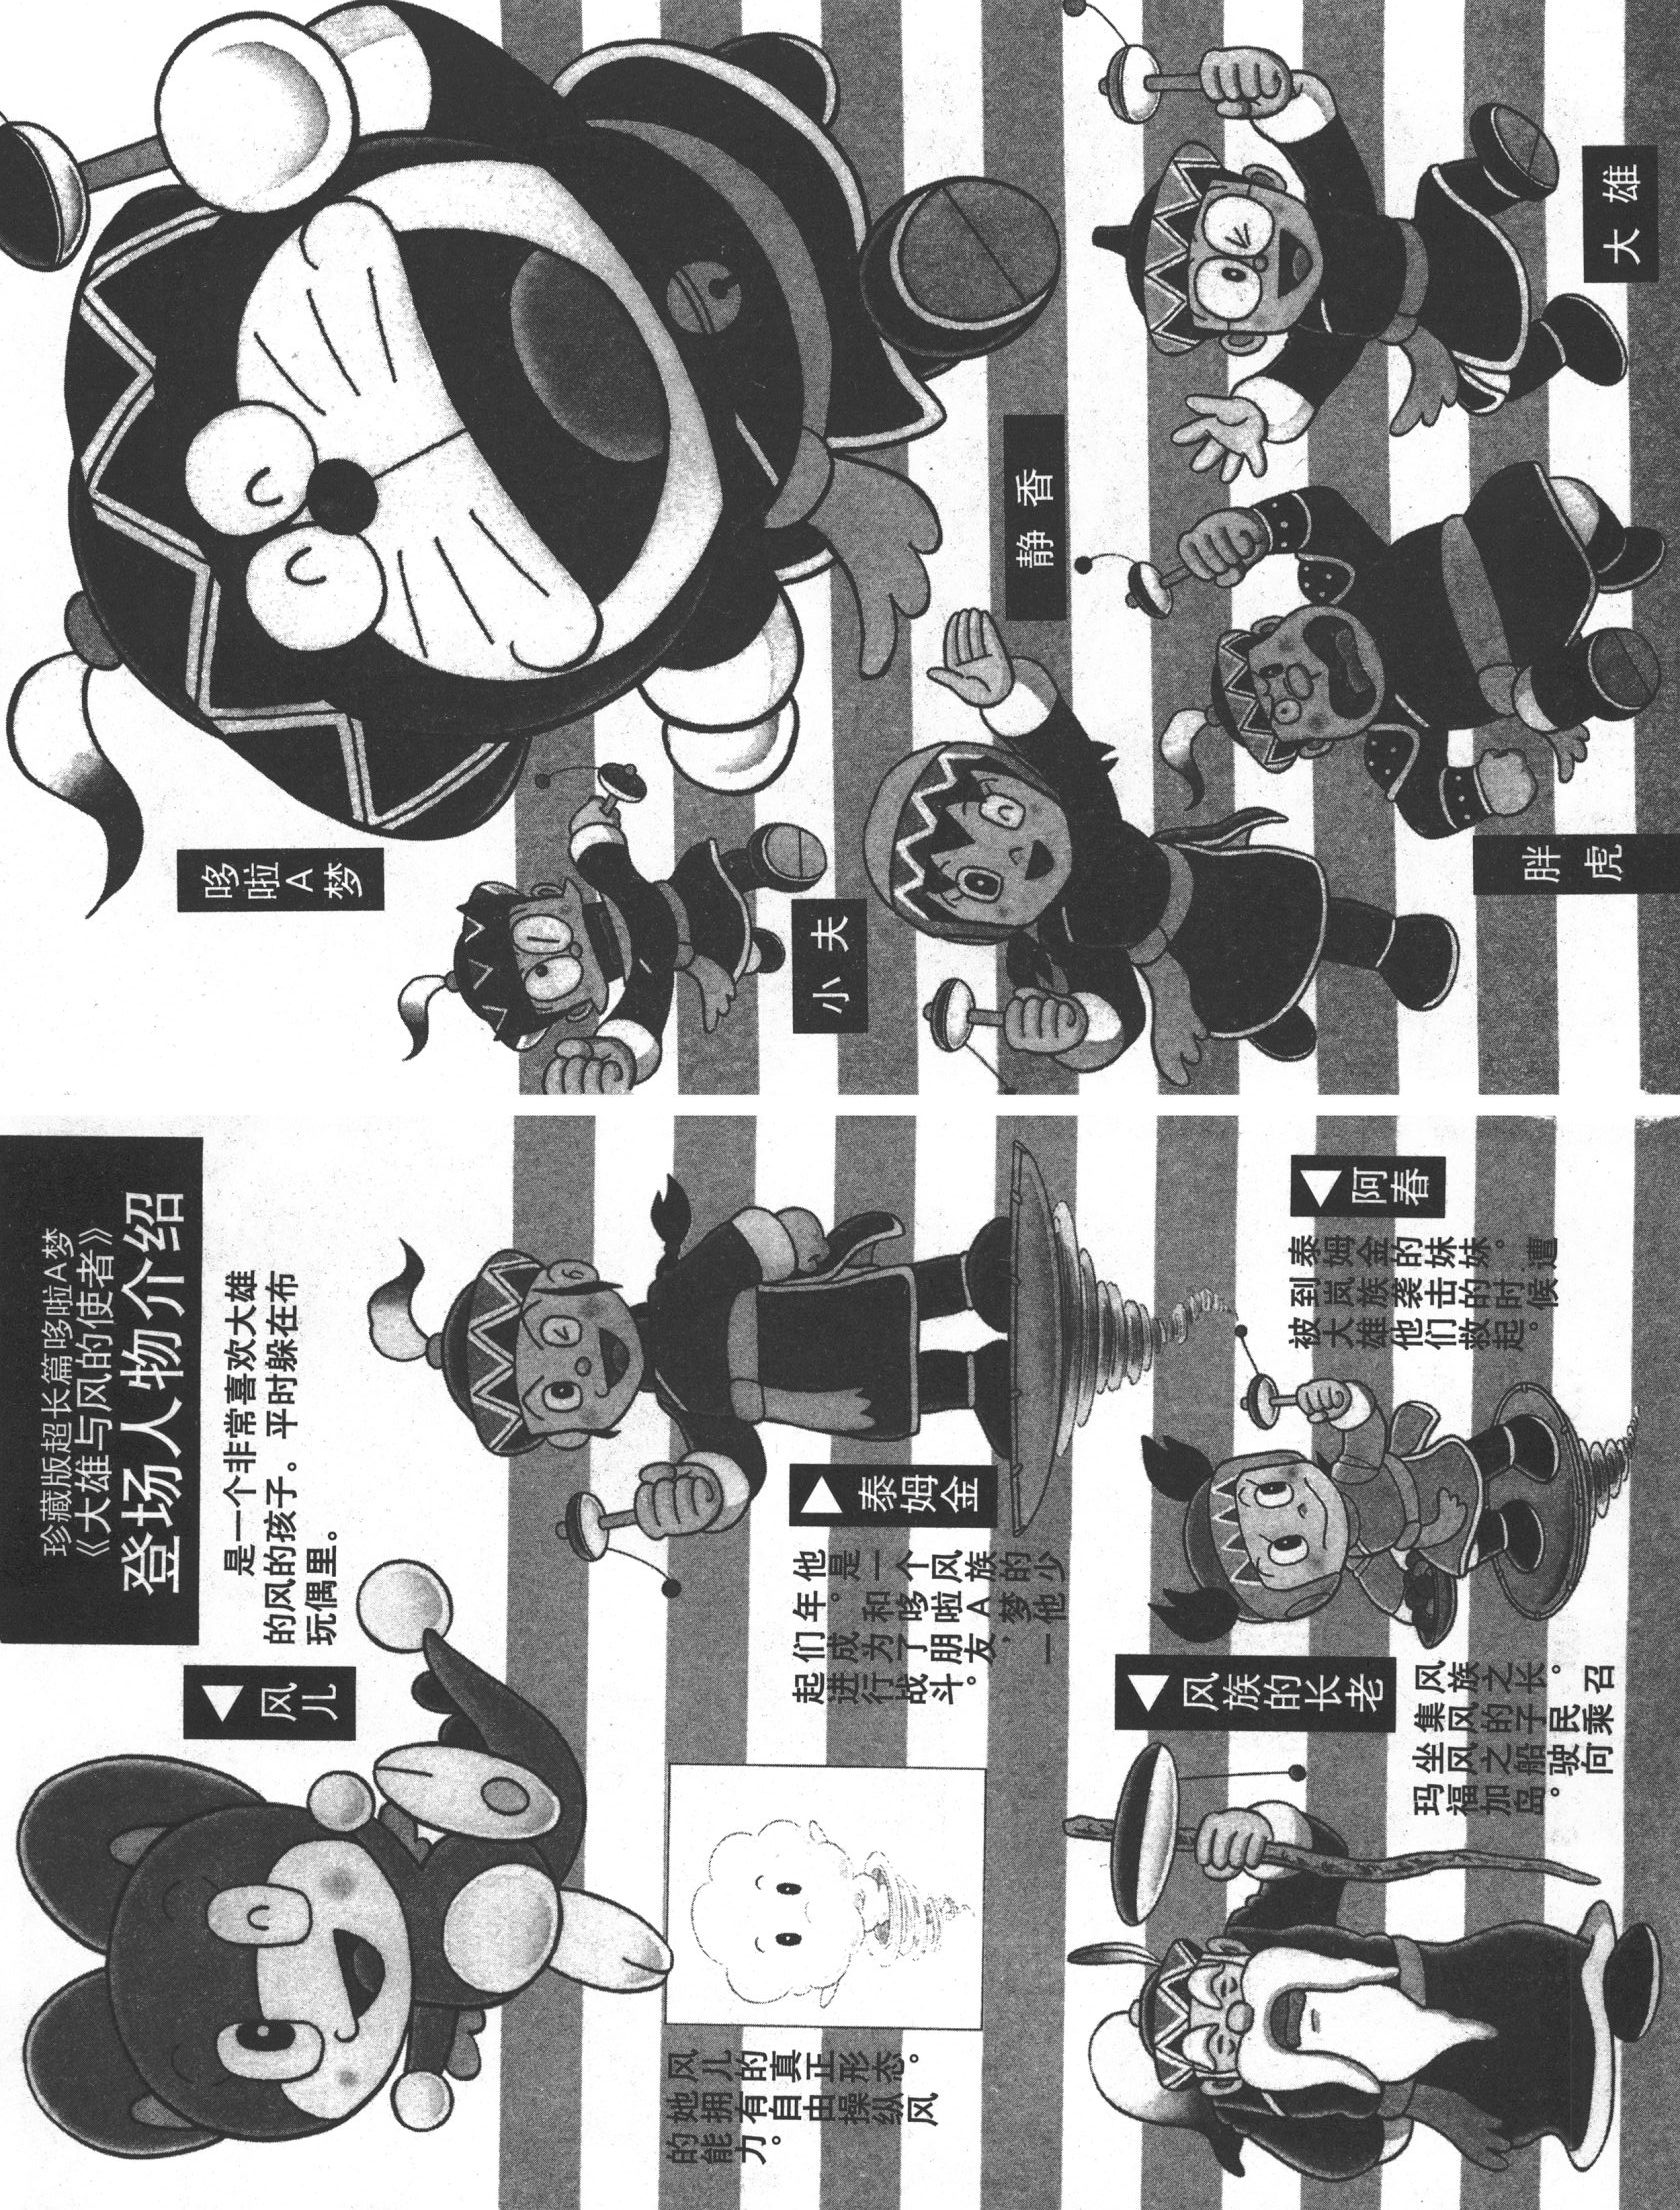 珍藏版超长篇哆啦A梦
《大雄与风的使者》
登场人物介绍
哆啦A梦
大雄
静香
小夫
胖虎
▼风儿
是一个非常喜欢大雄
的风的孩子。平时躲在布
玩偶里。
风儿的真正形态。
她拥有自由操纵风
的能力。
▲泰姆金
他是一个风族的少
年。和哆啦A梦他
们成为了朋友，一
起进行战斗。
▼阿春
泰姆金的妹妹。遭
到岚族袭击的时候
被大雄他们救起。
▼风族的长老
风族之长。召
集风的子民乘
坐风之船驶向
玛福加岛。